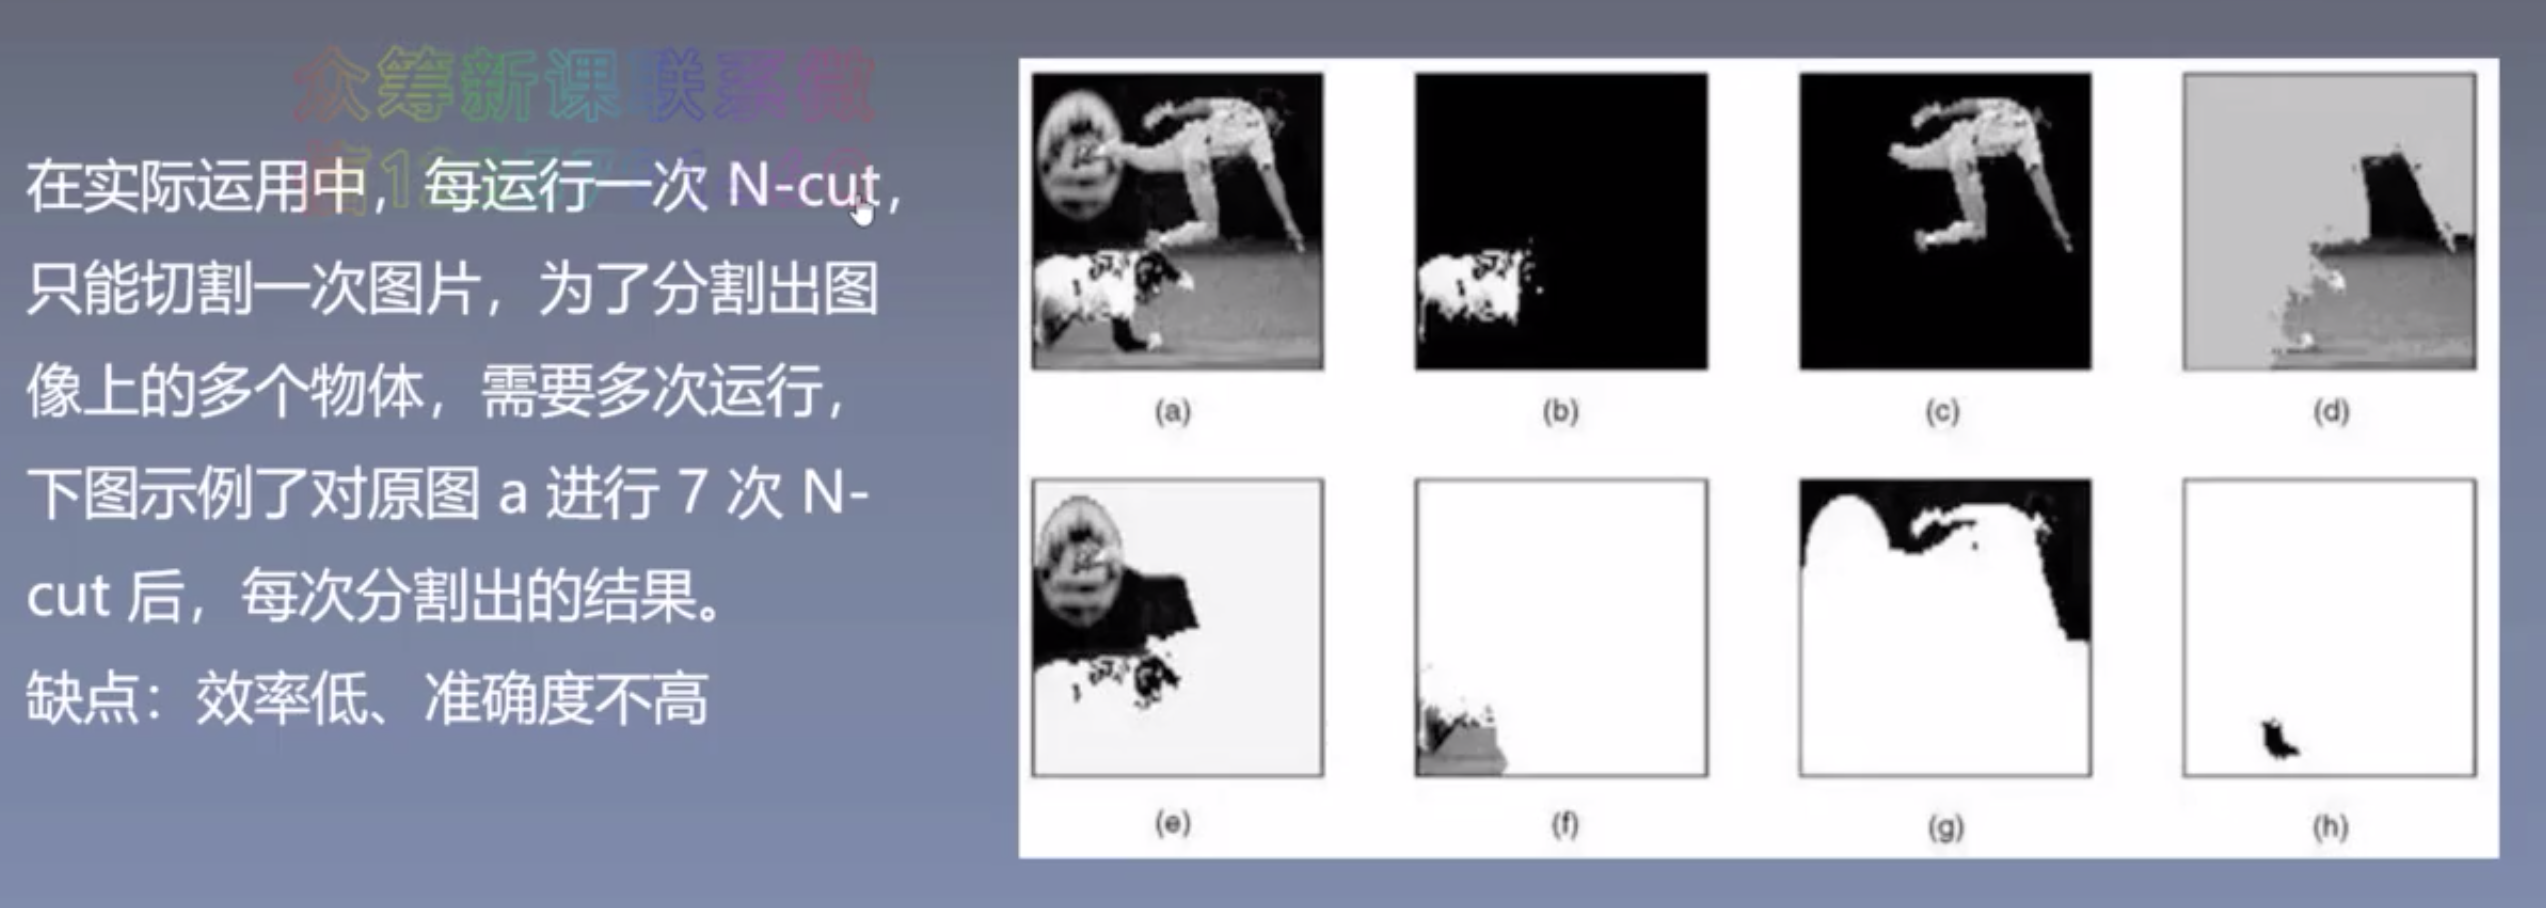 众筹新课联系微
在实际运用中，每运行一次 N-cut，
只能切割一次图片，为了分割出图
像上的多个物体，需要多次运行，
下图示例了对原图 a 进行 7 次 N-
cut 后，每次分割出的结果。
缺点：效率低、准确度不高
(a)
(b)
(c)
(d)
(e)
(f)
(g)
(h)